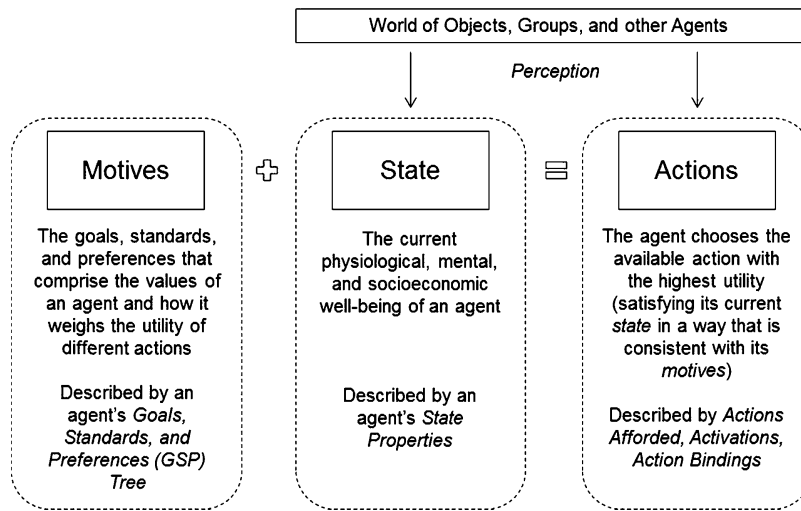 World of Objects, Groups, and other Agents
Perception
Motives
The goals, standards,
and preferences that
comprise the values of
an agent and how it
weighs the utility of
different actions
Described by an
agent's Goals,
Standards, and
Preferences (GSP)
Tree
State
The current
physiological, mental,
and socioeconomic
well-being of an agent
Described by an
agent's State
Properties
Actions
The agent chooses the
available action with
the highest utility
(satisfying its current
state in a way that is
consistent with its
motives)
Described by Actions
Afforded, Activations,
Action Bindings